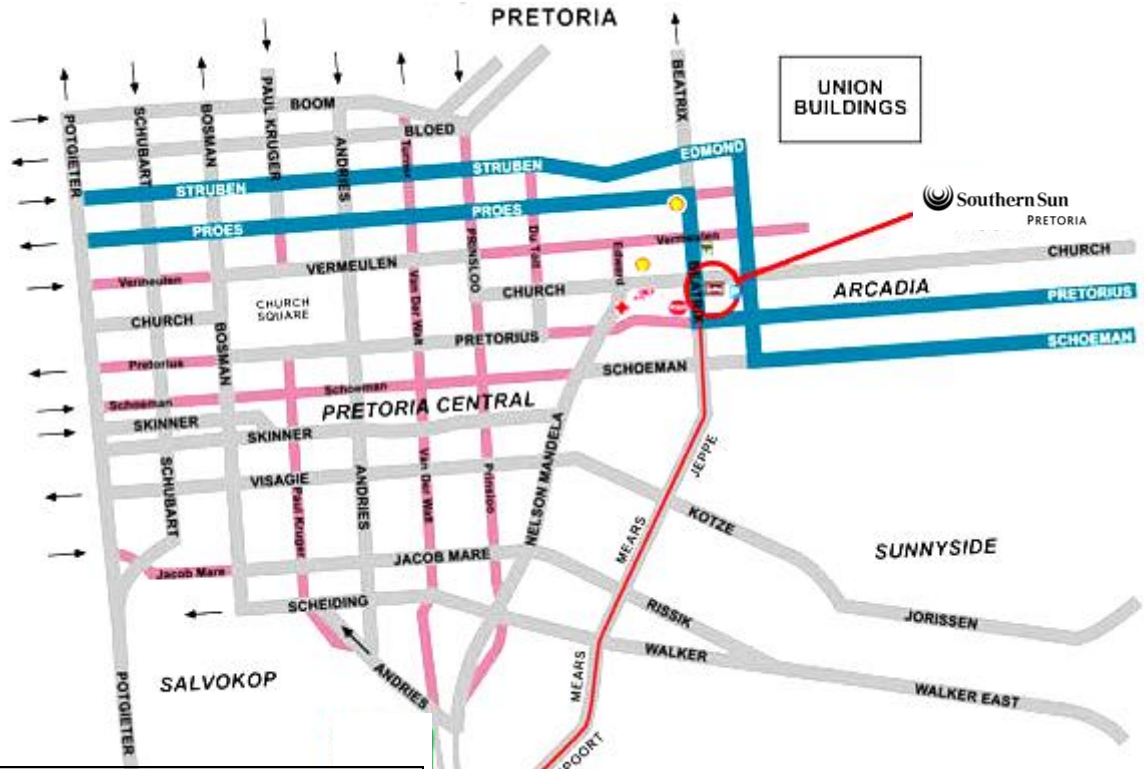 PRETORIA
UNION
BUILDINGS
Southern Sun
PRETORIA
POTGIETER
SCHUBART
BOSMAN
PAUL KRUGER
ANDRIES
BOOM
BLOED
Turner
BEATRIX
STRUBEN
STRUBEN
EDMOND
PROES
PROES
PRINSLOO
Du Toit
Edward
Vermeulen
Vermeulen
VERMEULEN
Van Der Walt
BEATRIX
CHURCH
CHURCH
CHURCH
CHURCH
SQUARE
ARCADIA
PRETORIUS
PRETORIUS
Pretorius
BOSMAN
SCHOEMAN
SCHOEMAN
Schoeman
Schoeman
PRETORIA CENTRAL
SKINNER
SKINNER
VISAGIE
SCHUBART
Paul Kruger
ANDRIES
Van Der Walt
Prinsloo
NELSON MANDELA
JEPPE
MEARS
KOTZE
SUNNYSIDE
JACOB MARE
Jacob Mare
SCHEIDING
RISSIK
JORISSEN
WALKER
MEARS
WALKER EAST
SALVOKOP
ANDRIES
POTGIETER
POORT